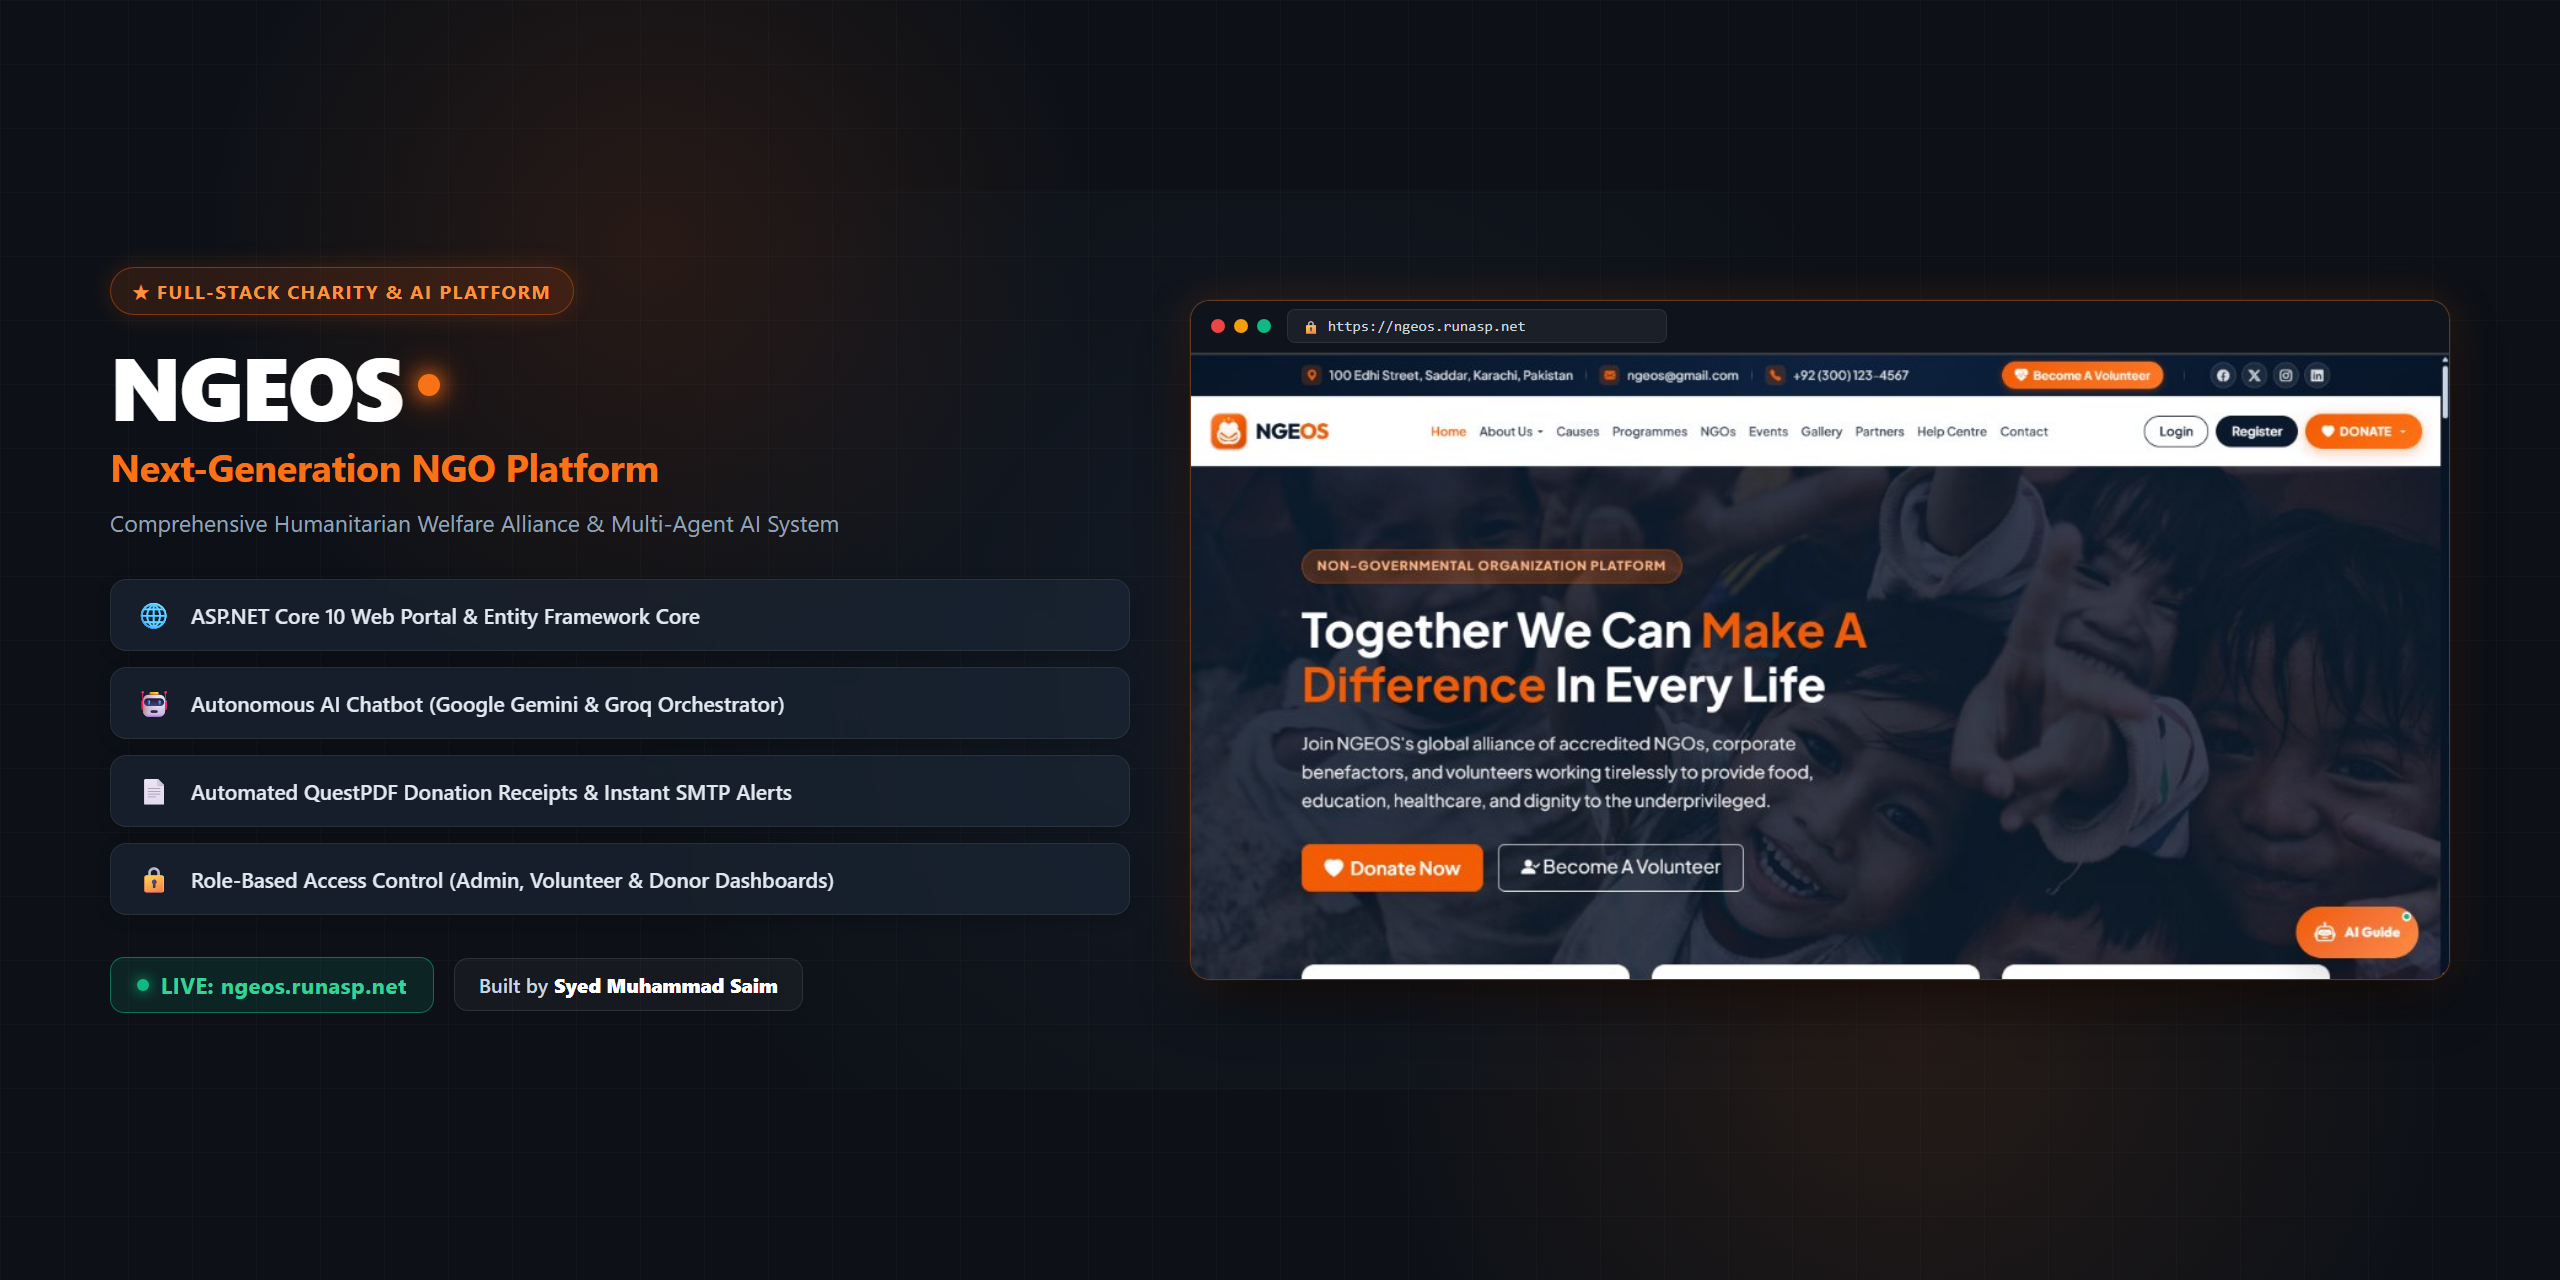 ★ FULL-STACK CHARITY & AI PLATFORM
NGEOS
Next-Generation NGO Platform
Comprehensive Humanitarian Welfare Alliance & Multi-Agent AI System
ASP.NET Core 10 Web Portal & Entity Framework Core
Autonomous AI Chatbot (Google Gemini & Groq Orchestrator)
Automated QuestPDF Donation Receipts & Instant SMTP Alerts
Role-Based Access Control (Admin, Volunteer & Donor Dashboards)
LIVE: ngeos.runasp.net
Built by Syed Muhammad Saim
https://ngeos.runasp.net
100 Edhi Street, Saddar, Karachi, Pakistan
ngeos@gmail.com
+92 (300) 123-4567
Become A Volunteer
NGEOS
Home About Us Causes Programmes NGOs Events Gallery Partners Help Centre Contact
Login
Register
DONATE
NON-GOVERNMENTAL ORGANIZATION PLATFORM
Together We Can Make A
Difference In Every Life
Join NGEOS's global alliance of accredited NGOs, corporate
benefactors, and volunteers working tirelessly to provide food,
education, healthcare, and dignity to the underprivileged.
Donate Now
Become A Volunteer
AI Guide